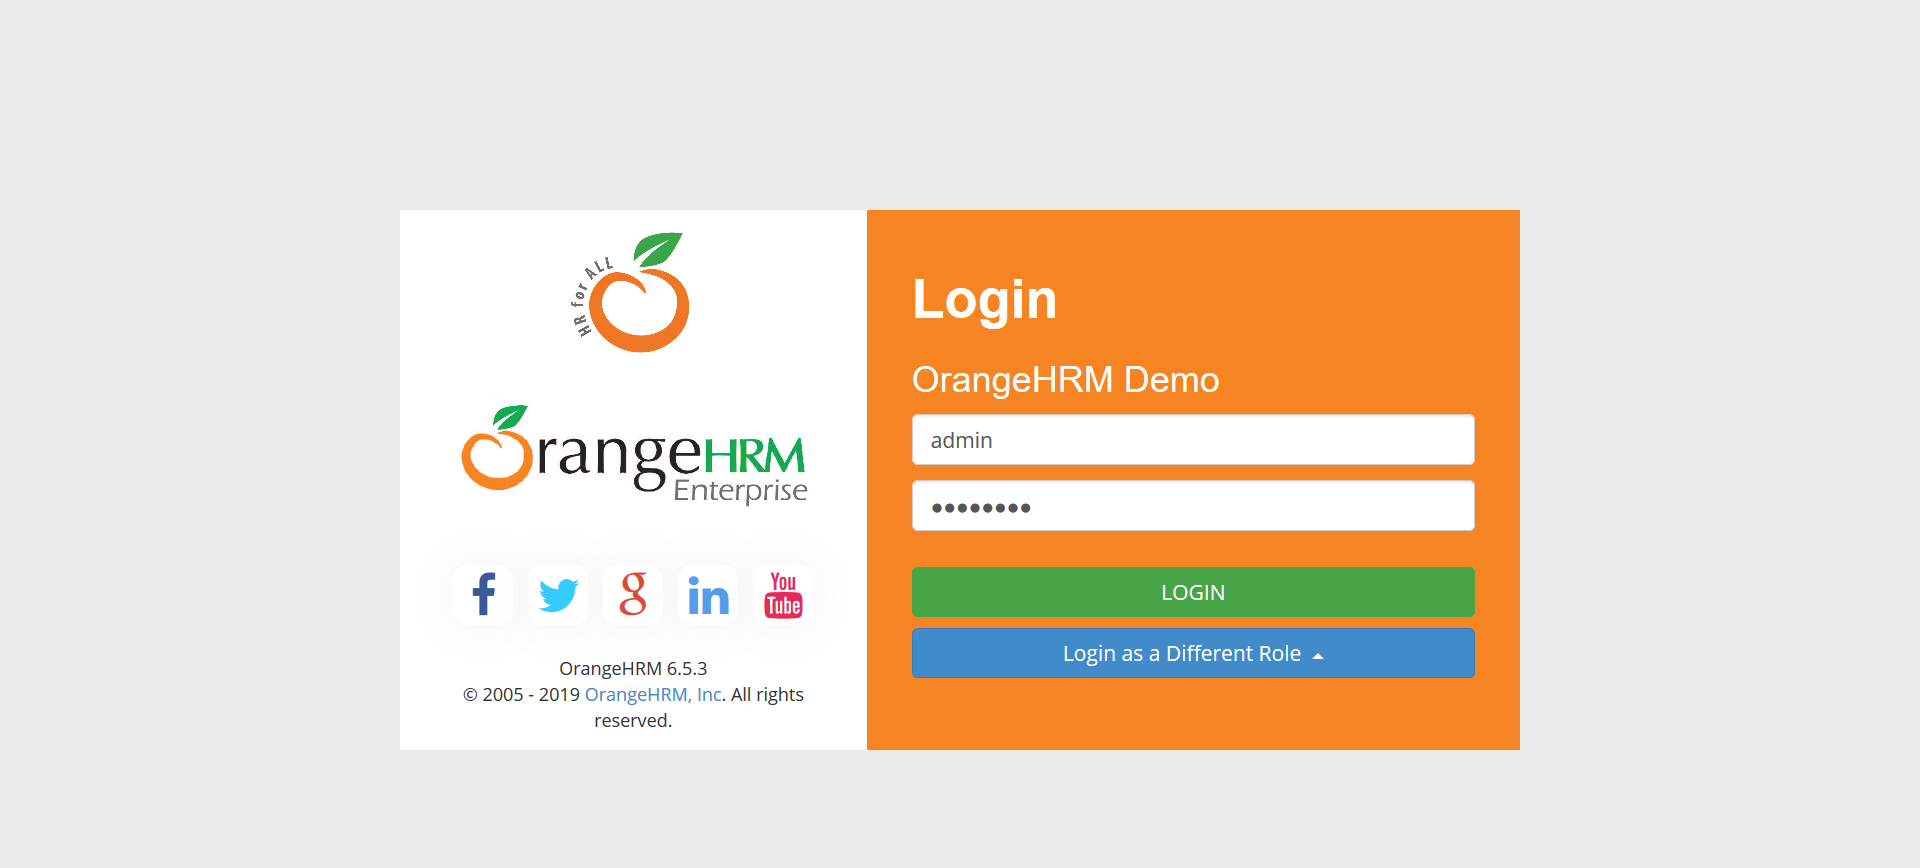 HR for ALL
OrangeHRM
Enterprise
f
g
in
You
Tube
OrangeHRM 6.5.3
© 2005 - 2019 OrangeHRM, Inc. All rights
reserved.
Login
OrangeHRM Demo
admin
••••••••
LOGIN
Login as a Different Role